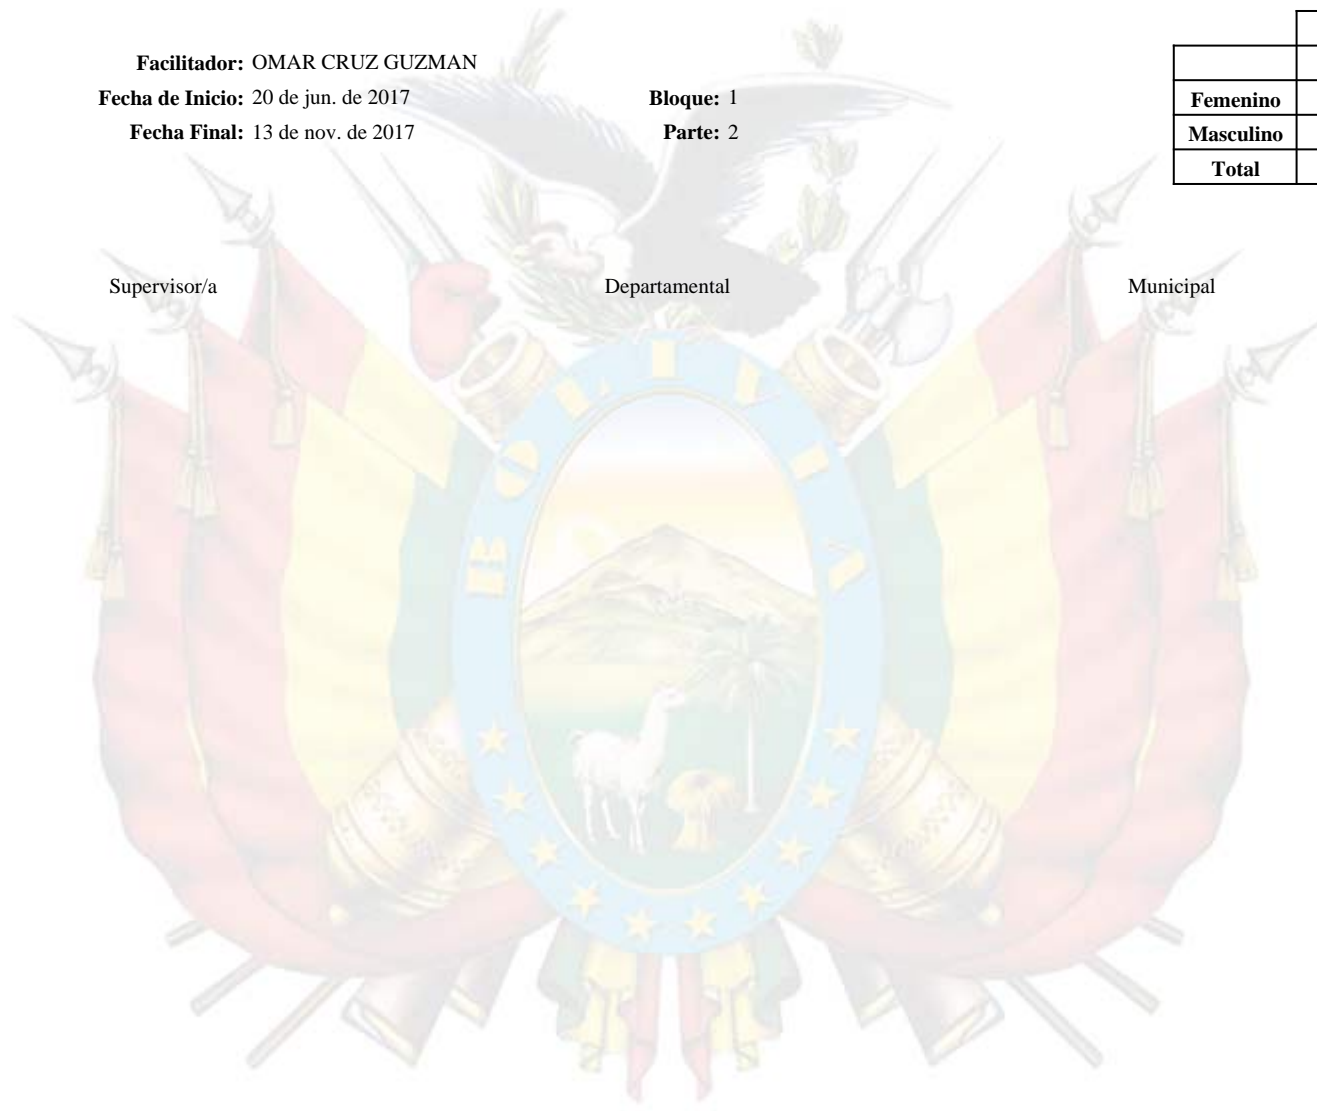 Facilitador: OMAR CRUZ GUZMAN
Fecha de Inicio: 20 de jun. de 2017 Bloque: 1
Fecha Final: 13 de nov. de 2017 Parte: 2
Femenino
Masculino
Total
Supervisor/a Departamental Municipal
BOLIVIA